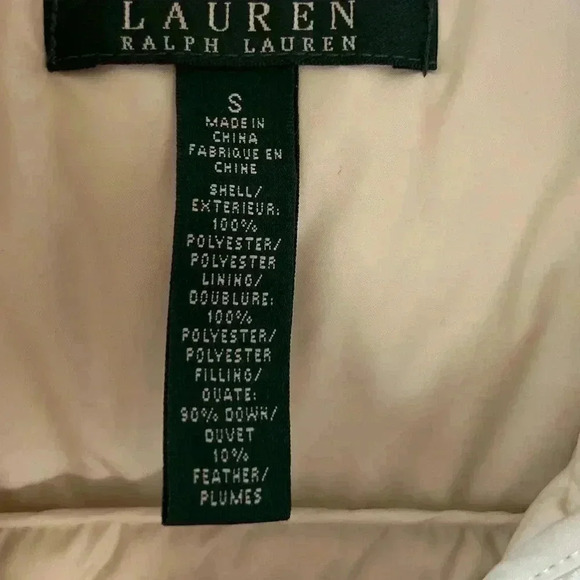 LAUREN
RALPH LAUREN
S
MADE IN
CHINA
FABRIQUE EN
CHINE
SHELL/
EXTERIEUR:
100%
POLYESTER/
POLYESTER
LINING/
DOUBLURE:
100%
POLYESTER/
POLYESTER
FILLING/
OUATE:
90% DOWN/
DUVET
10%
FEATHER/
PLUMES